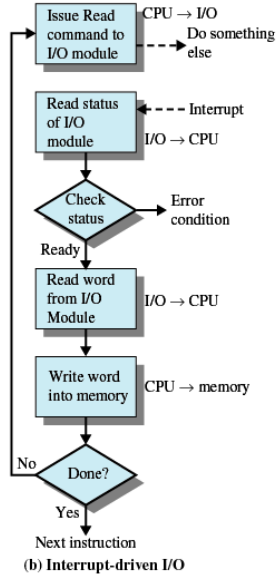 Issue Read
command to
I/O module
CPU → I/O
Do something
else
Read status
of I/O
module
Interrupt
I/O → CPU
Check
status
Error
condition
Ready
Read word
from I/O
Module
I/O → CPU
Write word
into memory
CPU → memory
No
Done?
Yes
Next instruction
(b) Interrupt-driven I/O